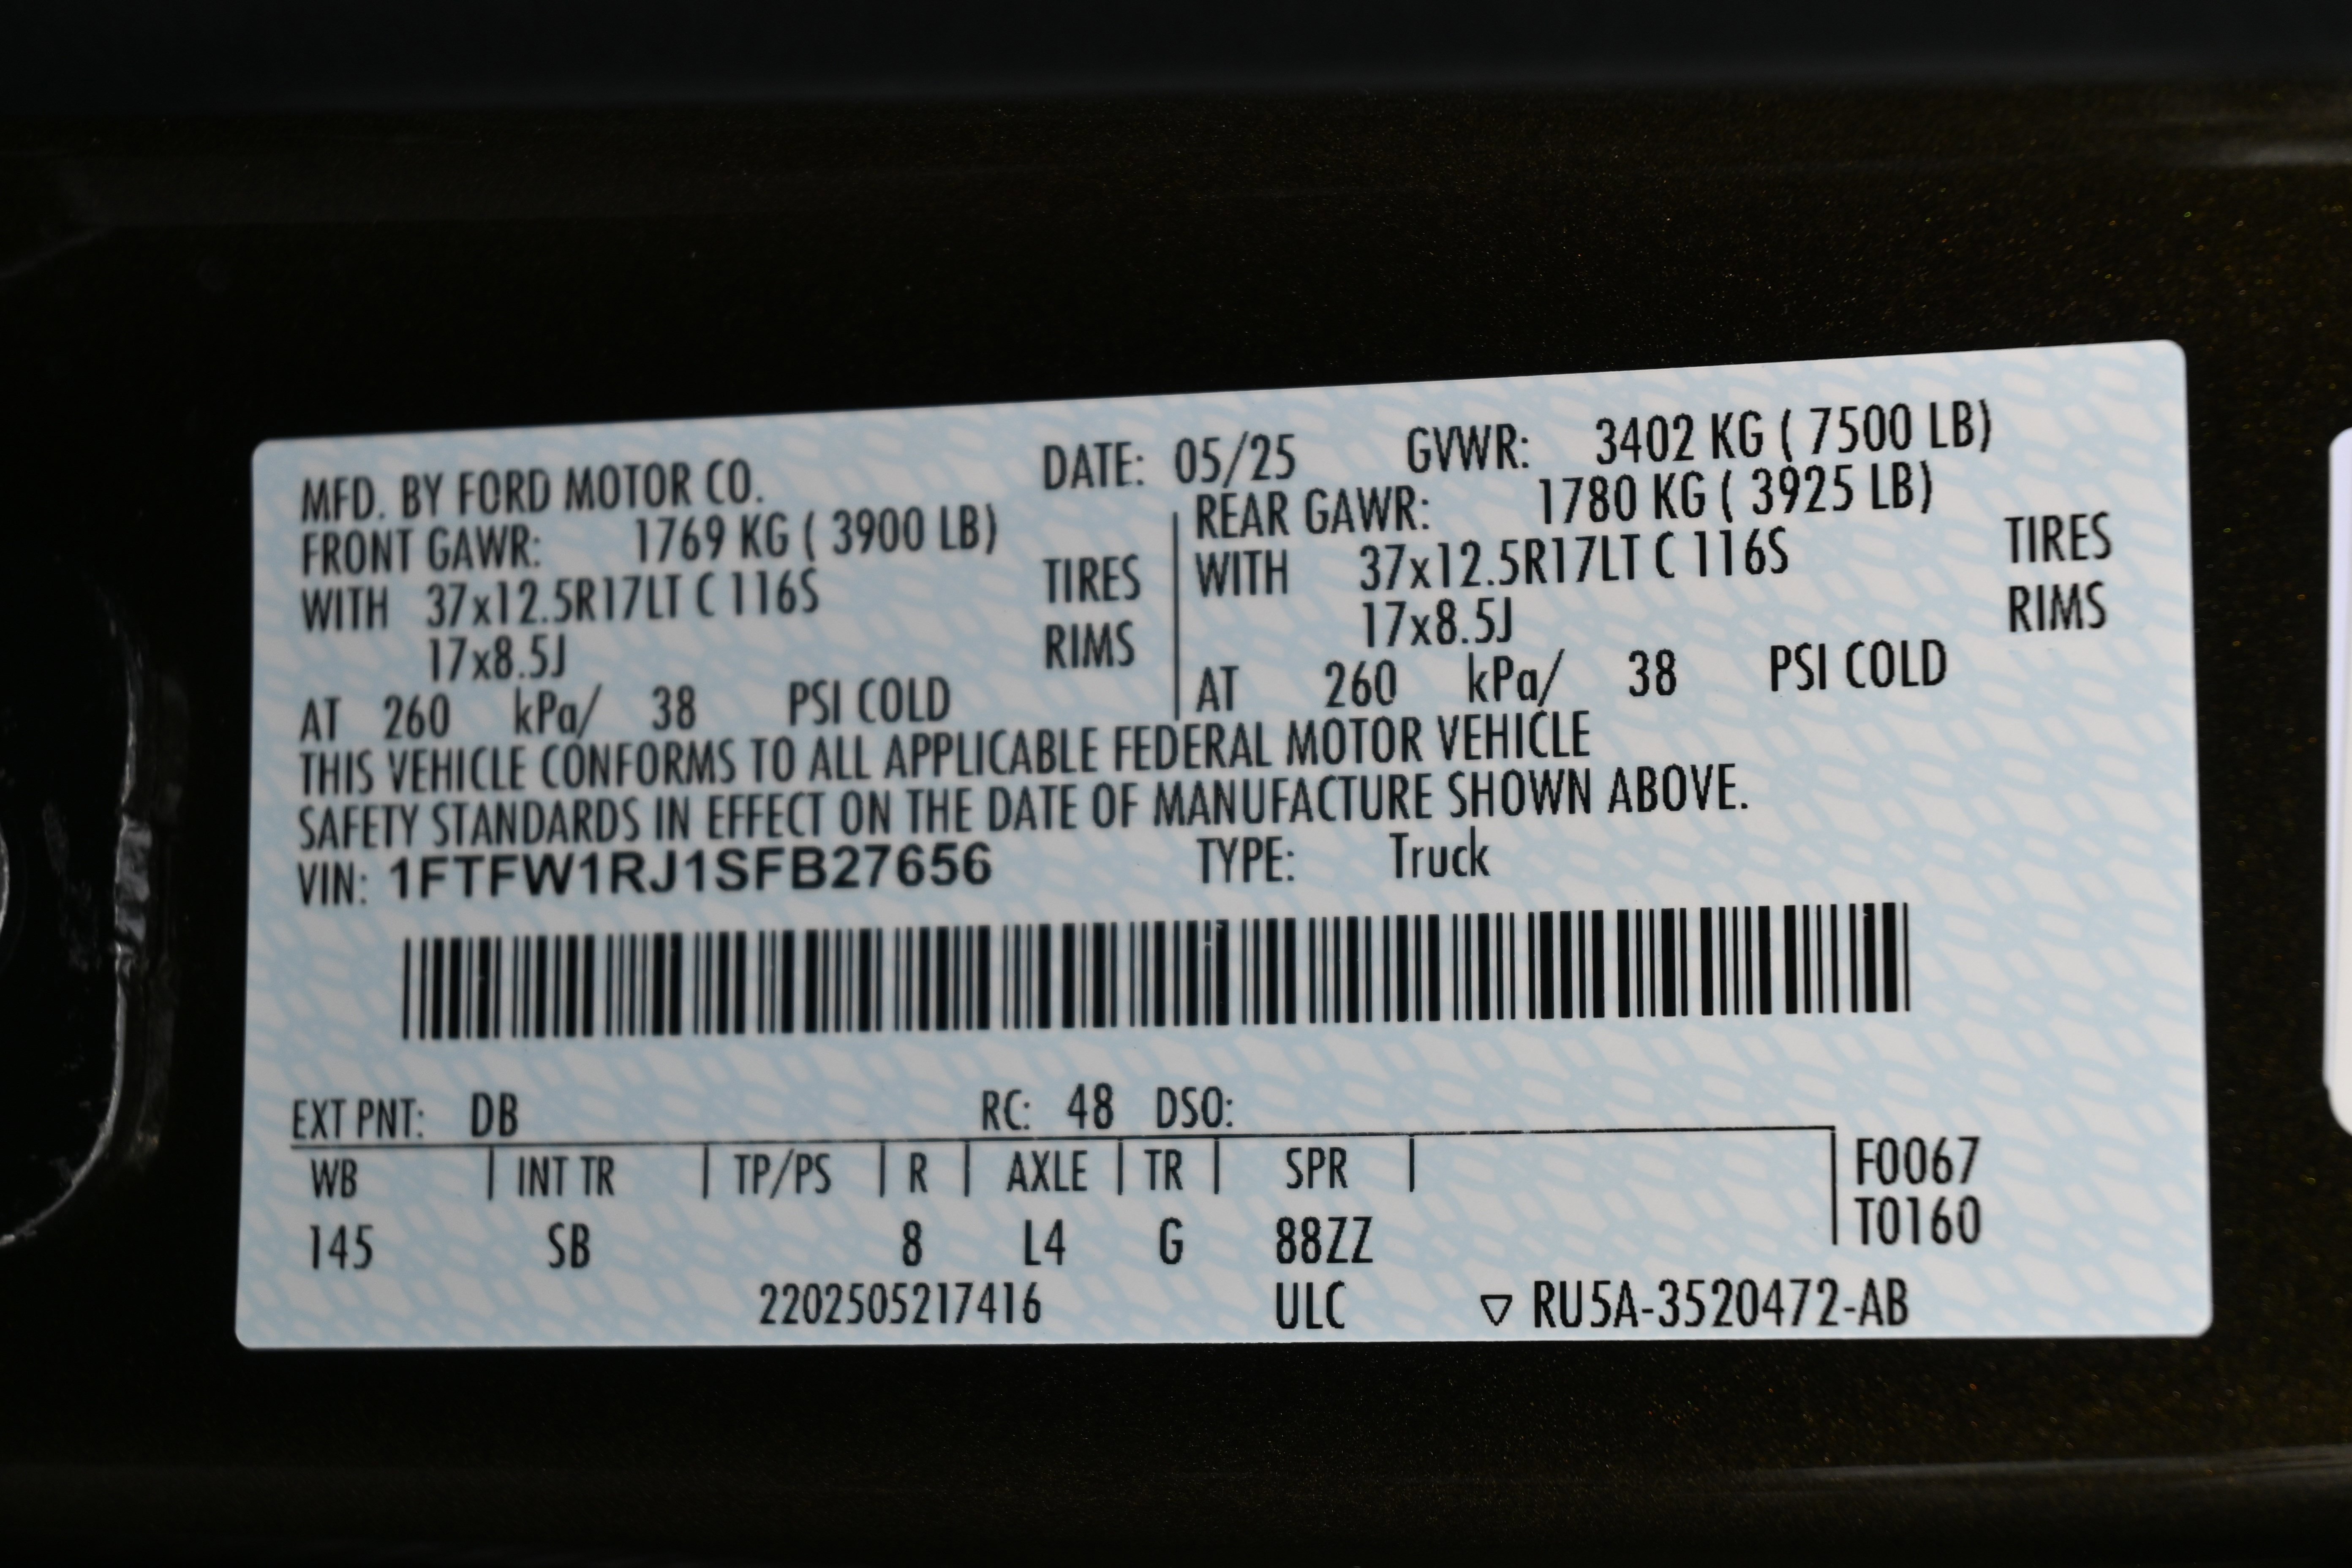 MFD. BY FORD MOTOR CO. DATE: 05/25 GVWR: 3402 KG ( 7500 LB)
FRONT GAWR: 1769 KG ( 3900 LB) REAR GAWR: 1780 KG ( 3925 LB)
WITH 37x12.5R17LT C 116S TIRES WITH 37x12.5R17LT C 116S TIRES
17x8.5J RIMS 17x8.5J RIMS
AT 260 kPa/ 38 PSI COLD AT 260 kPa/ 38 PSI COLD
THIS VEHICLE CONFORMS TO ALL APPLICABLE FEDERAL MOTOR VEHICLE
SAFETY STANDARDS IN EFFECT ON THE DATE OF MANUFACTURE SHOWN ABOVE.
VIN: 1FTFW1RJ1SFB27656 TYPE: Truck
EXT PNT: DB RC: 48 DSO:
WB INT TR TP/PS R AXLE TR SPR F0067
T0160
145 SB 8 L4 G 88ZZ
2202505217416 ULC ▽ RU5A-3520472-AB